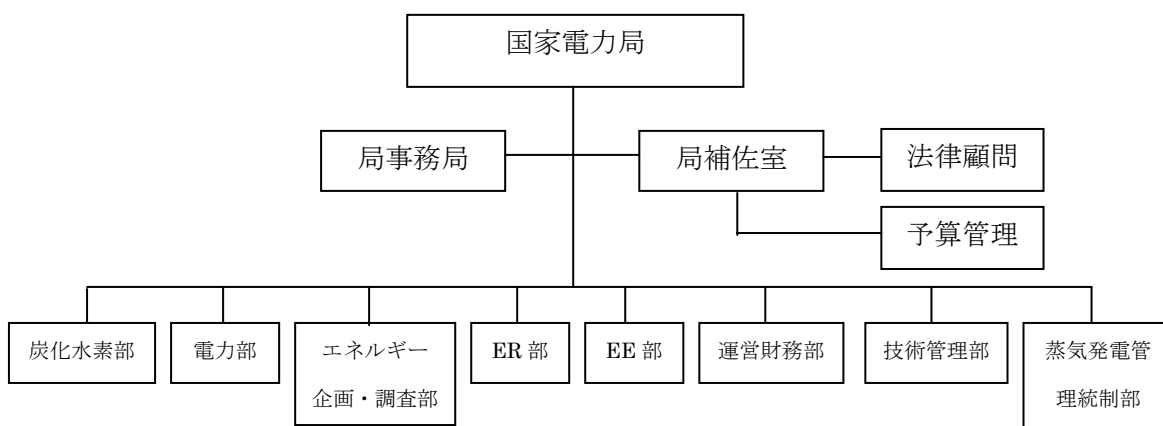 国家電力局
局事務局
局補佐室
法律顧問
予算管理
炭化水素部
電力部
エネルギー
企画・調査部
ER 部
EE 部
運営財務部
技術管理部
蒸気発電管
理統制部